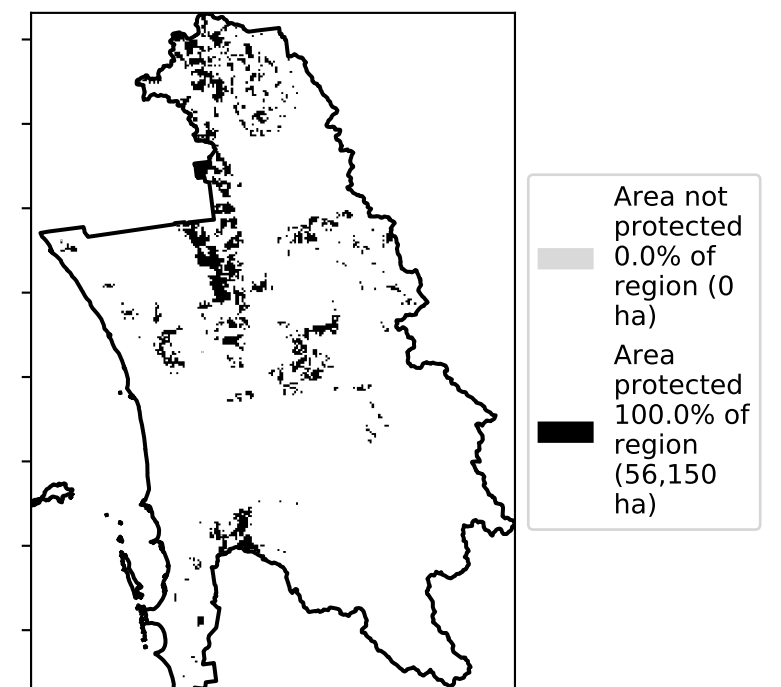 Area not
protected
0.0% of
region (0
ha)
Area
protected
100.0% of
region
(56,150
ha)